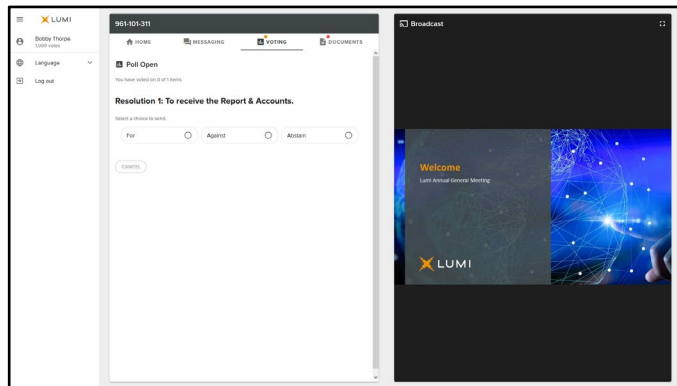 LUMI
Bobby Thorpe
1,000 votes
Language
Log out
961-101-311
HOME
MESSAGING
VOTING
DOCUMENTS
Poll Open
You have voted on 0 of 1 items.
Resolution 1: To receive the Report & Accounts.
Select a choice to send.
For
Against
Abstain
CANCEL
Broadcast
Welcome
Lumi Annual General Meeting
LUMI